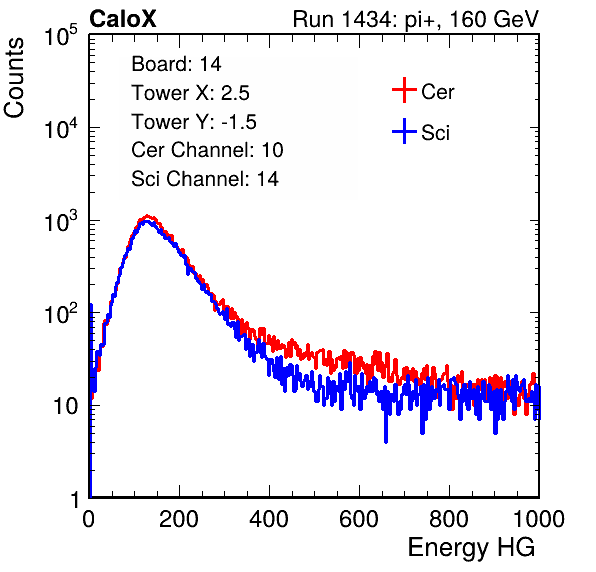 CaloX Run 1434: pi+, 160 GeV
Counts
Board: 14
Tower X: 2.5
Tower Y: -1.5
Cer Channel: 10
Sci Channel: 14
Cer
Sci
10^5
10^4
10^3
10^2
10
1
0 200 400 600 800 1000
Energy HG